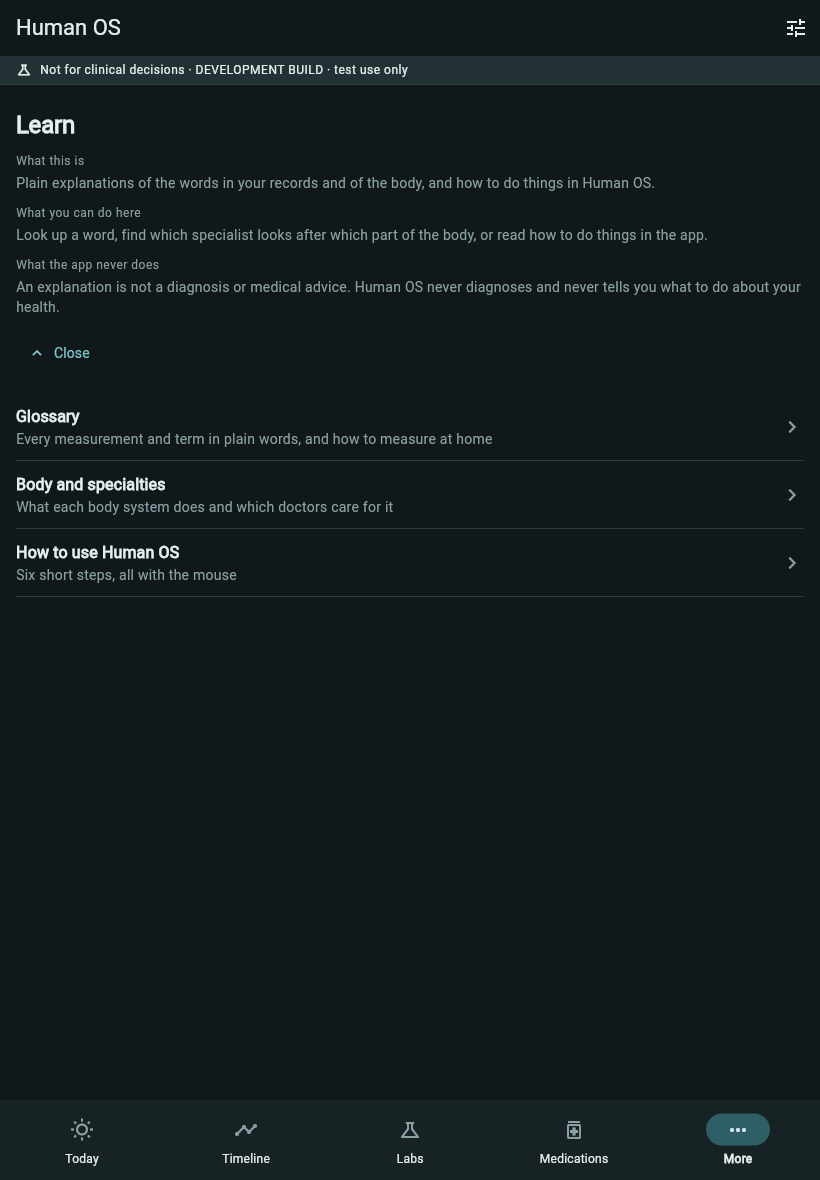 Human OS
Not for clinical decisions · DEVELOPMENT BUILD · test use only
Learn
What this is
Plain explanations of the words in your records and of the body, and how to do things in Human OS.
What you can do here
Look up a word, find which specialist looks after which part of the body, or read how to do things in the app.
What the app never does
An explanation is not a diagnosis or medical advice. Human OS never diagnoses and never tells you what to do about your
health.
Close
Glossary
Every measurement and term in plain words, and how to measure at home
Body and specialties
What each body system does and which doctors care for it
How to use Human OS
Six short steps, all with the mouse
Today
Timeline
Labs
Medications
More